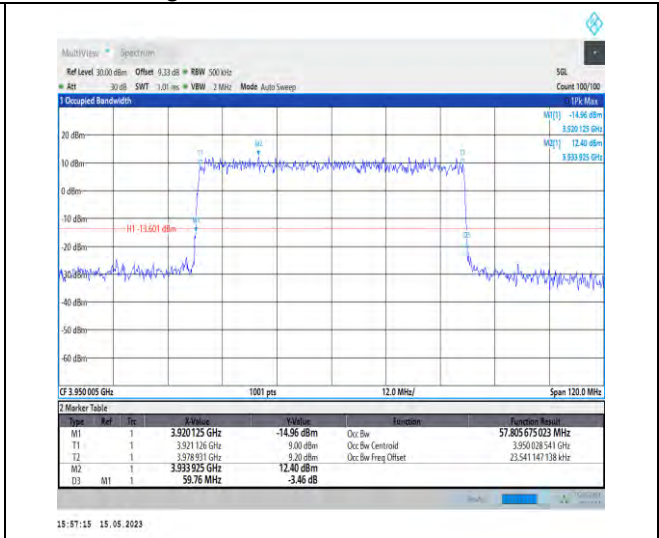 MultiView Spectrum
Ref Level 30.00 dBm Offset 9.33 dB RBW 500 kHz SGL
Att 30 dB SWT 1.01 ms VBW 2 MHz Mode Auto Sweep Count 100/100
1 Occupied Bandwidth 1Pk Max
M1[1] -14.96 dBm
3.920 125 GHz
M2[1] 12.40 dBm
3.933 925 GHz
20 dBm
M2
T1
10 dBm
0 dBm
-10 dBm
M1
H1 -13.601 dBm
D3
-20 dBm
-30 dBm
-40 dBm
-50 dBm
-60 dBm
CF 3.950 005 GHz 1001 pts 12.0 MHz/ Span 120.0 MHz
2 Marker Table
Type Ref Trc X-Value Y-Value Function Function Result
M1 1 3.920 125 GHz -14.96 dBm Occ Bw 57.805 675 023 MHz
T1 1 3.921 126 GHz 9.00 dBm Occ Bw Centroid 3.950 028 541 GHz
T2 1 3.978 931 GHz 9.20 dBm Occ Bw Freq Offset 23.541 147 138 kHz
M2 1 3.933 925 GHz 12.40 dBm
D3 M1 1 59.76 MHz -3.46 dB
15:57:15 15.05.2023